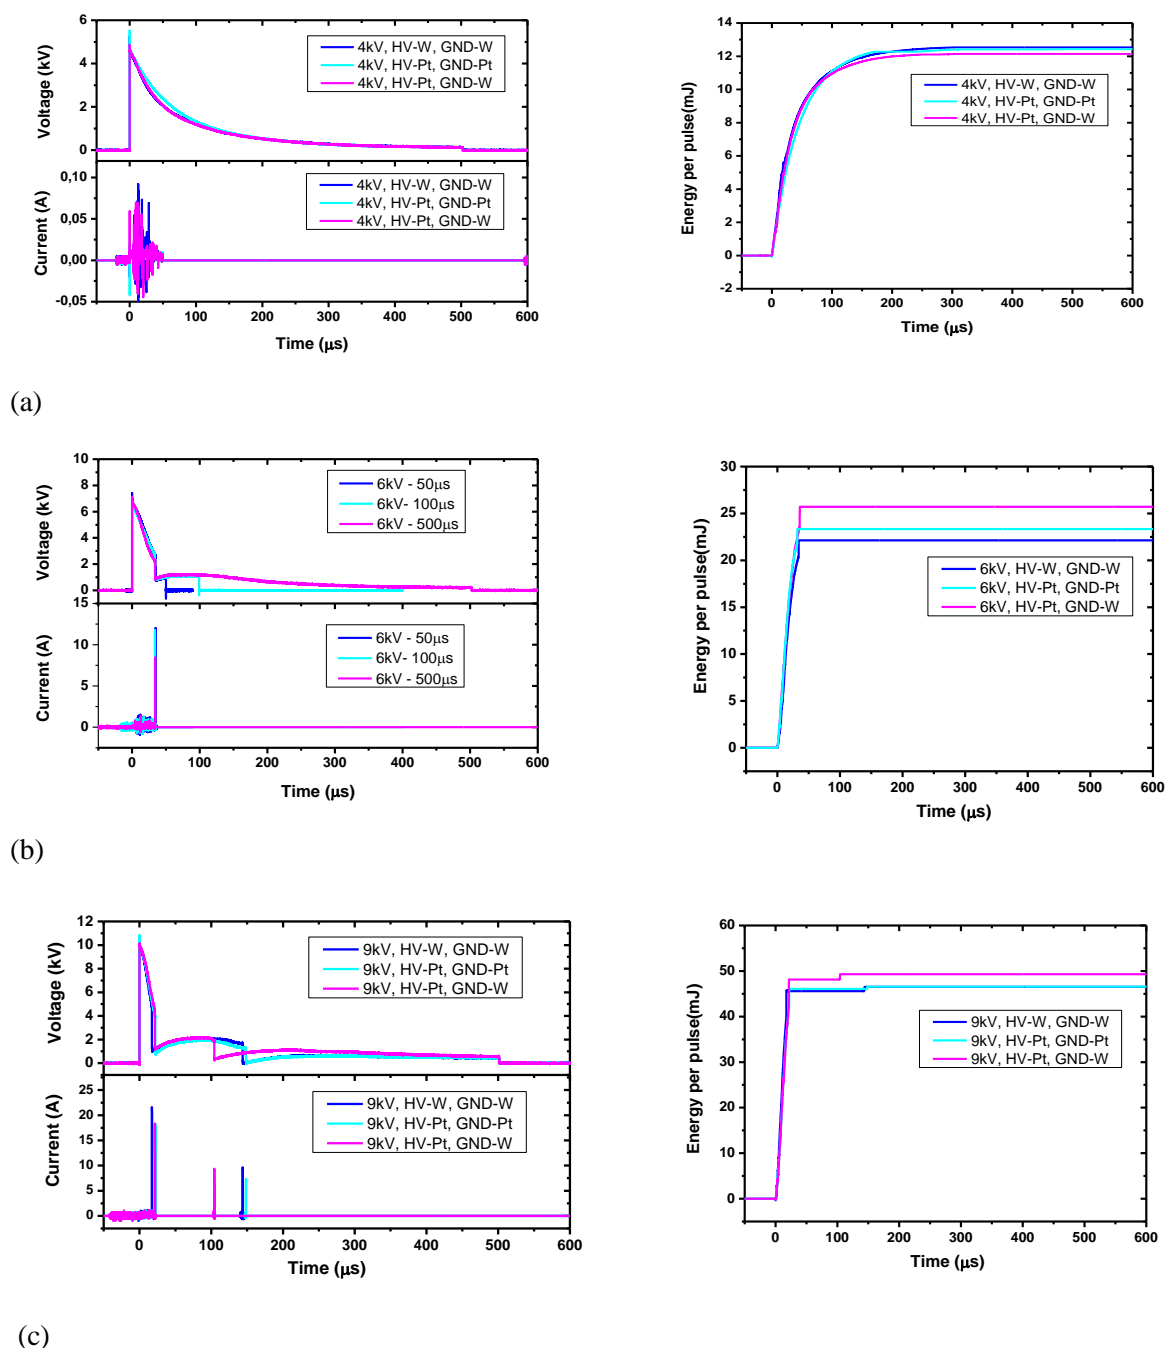 6
4
2
0
Voltage (kV)
4kV, HV-W, GND-W
4kV, HV-Pt, GND-Pt
4kV, HV-Pt, GND-W
0,10
0,05
0,00
-0,05
Current (A)
4kV, HV-W, GND-W
4kV, HV-Pt, GND-Pt
4kV, HV-Pt, GND-W
0 100 200 300 400 500 600
Time (μs)
14
12
10
8
6
4
2
0
-2
Energy per pulse(mJ)
4kV, HV-W, GND-W
4kV, HV-Pt, GND-Pt
4kV, HV-Pt, GND-W
0 100 200 300 400 500 600
Time (μs)
(a)
10
8
6
4
2
0
Voltage (kV)
6kV - 50μs
6kV- 100μs
6kV - 500μs
15
10
5
0
Current (A)
6kV - 50μs
6kV- 100μs
6kV - 500μs
0 100 200 300 400 500 600
Time (μs)
30
25
20
15
10
5
0
Energy per pulse(mJ)
6kV, HV-W, GND-W
6kV, HV-Pt, GND-Pt
6kV, HV-Pt, GND-W
0 100 200 300 400 500 600
Time (μs)
(b)
12
10
8
6
4
2
0
Voltage (kV)
9kV, HV-W, GND-W
9kV, HV-Pt, GND-Pt
9kV, HV-Pt, GND-W
25
20
15
10
5
0
Current (A)
9kV, HV-W, GND-W
9kV, HV-Pt, GND-Pt
9kV, HV-Pt, GND-W
0 100 200 300 400 500 600
Time (μs)
60
50
40
30
20
10
0
Energy per pulse(mJ)
9kV, HV-W, GND-W
9kV, HV-Pt, GND-Pt
9kV, HV-Pt, GND-W
0 100 200 300 400 500 600
Time (μs)
(c)